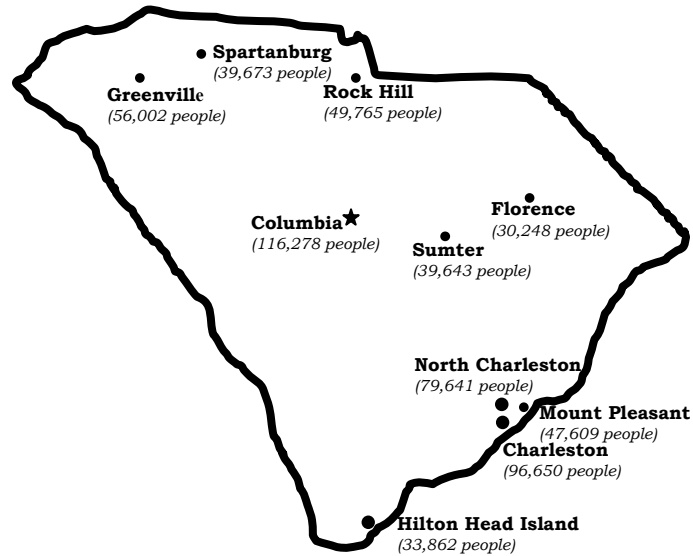 Spartanburg
(39,673 people)
Greenville
(56,002 people)
Rock Hill
(49,765 people)
Florence
(30,248 people)
Columbia
(116,278 people)
Sumter
(39,643 people)
North Charleston
(79,641 people)
Mount Pleasant
(47,609 people)
Charleston
(96,650 people)
Hilton Head Island
(33,862 people)